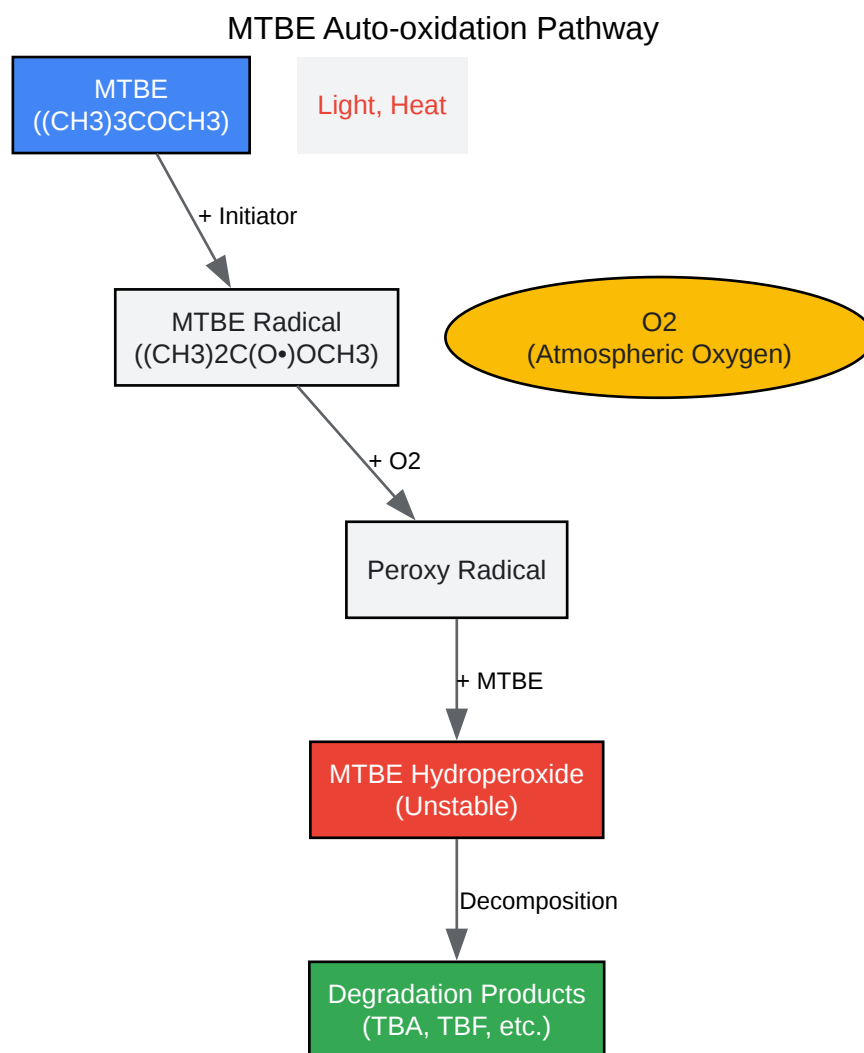 MTBE Auto-oxidation Pathway
MTBE
((CH3)3COCH3)
Light, Heat
+ Initiator
MTBE Radical
((CH3)2C(O•)OCH3)
O2
(Atmospheric Oxygen)
+ O2
Peroxy Radical
+ MTBE
MTBE Hydroperoxide
(Unstable)
Decomposition
Degradation Products
(TBA, TBF, etc.)